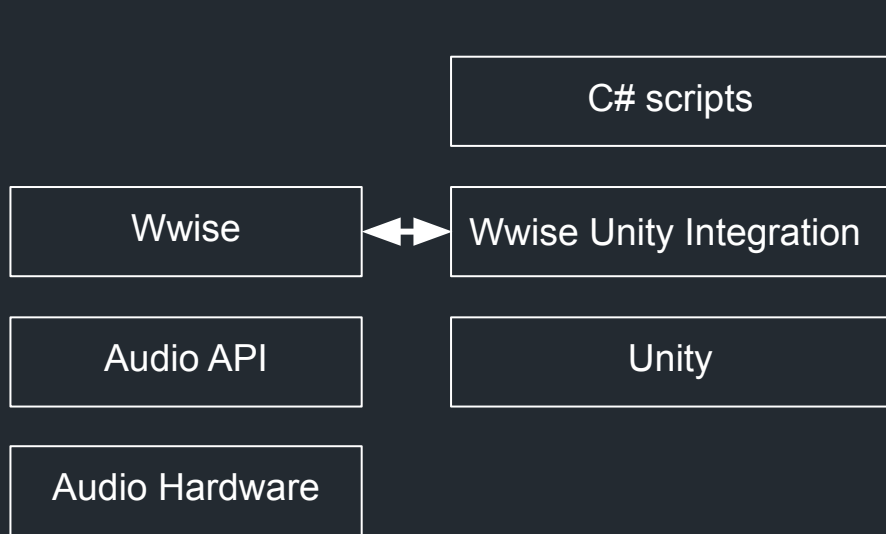 C# scripts
Wwise
Wwise Unity Integration
Audio API
Unity
Audio Hardware